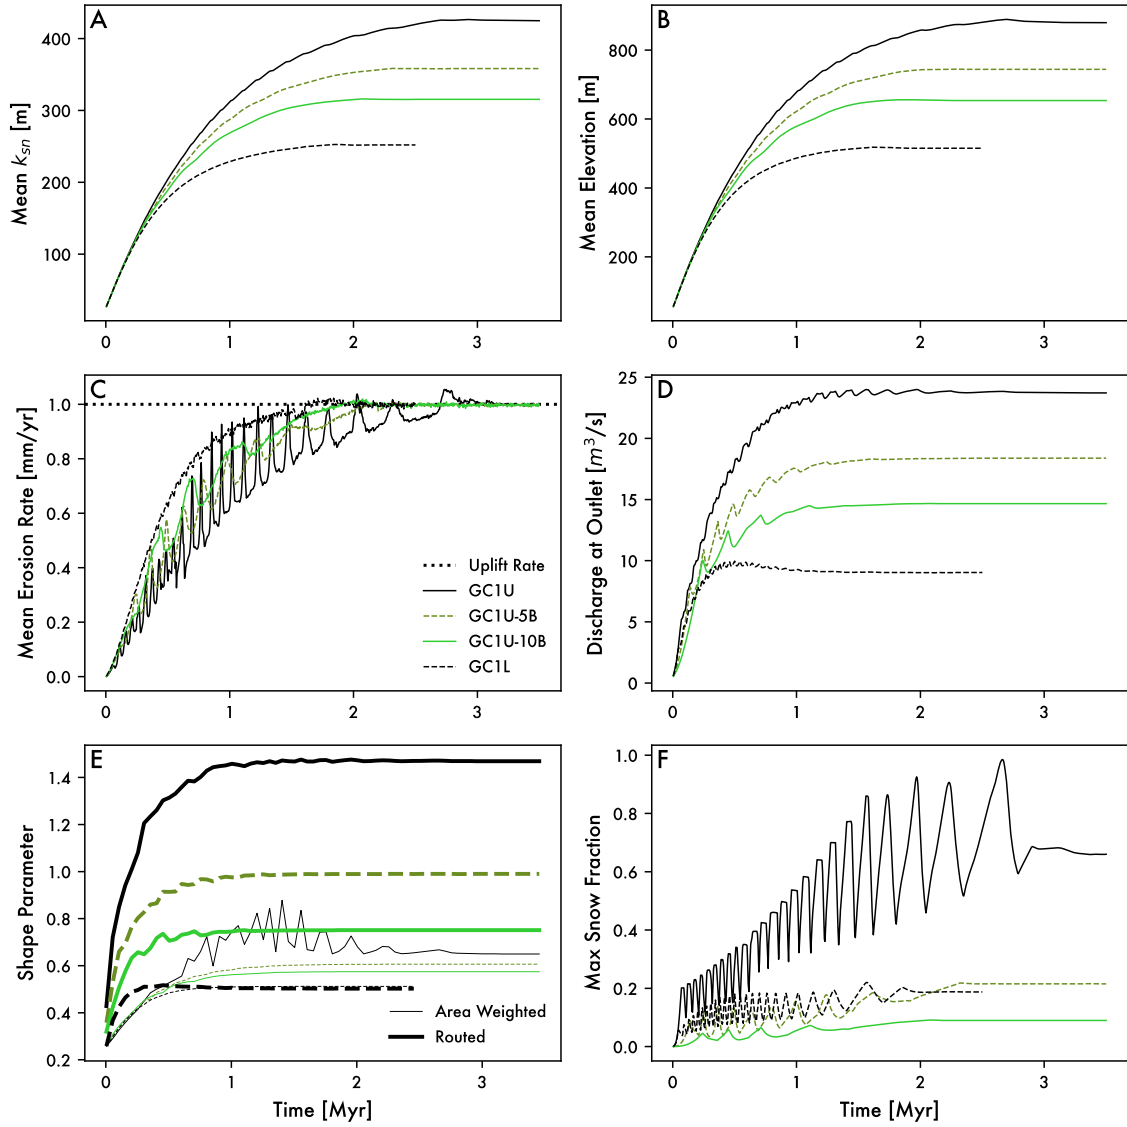 A
Mean k_sn [m]
400
300
200
100
0 1 2 3
B
Mean Elevation [m]
800
600
400
200
0 1 2 3
C
Mean Erosion Rate [mm/yr]
1.0
0.8
0.6
0.4
0.2
0.0
Uplift Rate
GC1U
GC1U-5B
GC1U-10B
GC1L
0 1 2 3
D
Discharge at Outlet [m³/s]
25
20
15
10
5
0
0 1 2 3
E
Shape Parameter
1.4
1.2
1.0
0.8
0.6
0.4
0.2
Area Weighted
Routed
0 1 2 3
Time [Myr]
F
Max Snow Fraction
1.0
0.8
0.6
0.4
0.2
0.0
0 1 2 3
Time [Myr]